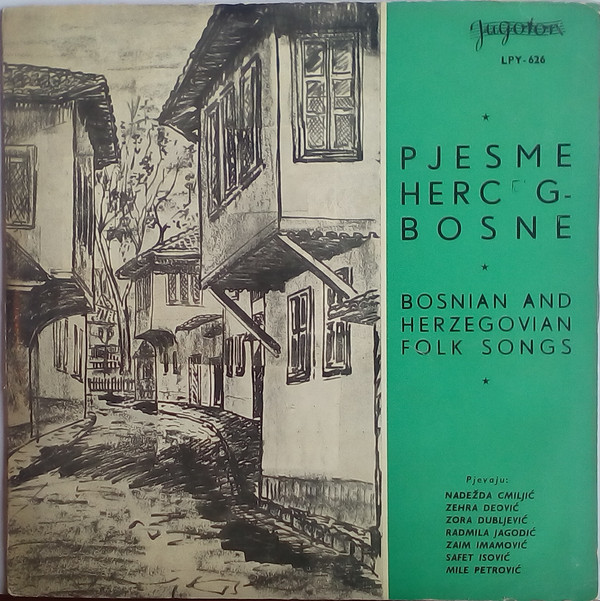 Jugoton
LPY-626
PJESME
HERCEG-
BOSNE
BOSNIAN AND
HERZEGOVIAN
FOLK SONGS
Pjevaju:
NADEŽDA CMILJIĆ
ZEHRA DEOVIĆ
ZORA DUBLJEVIĆ
RADMILA JAGODIĆ
ZAIM IMAMOVIĆ
SAFET ISOVIĆ
MILE PETROVIĆ